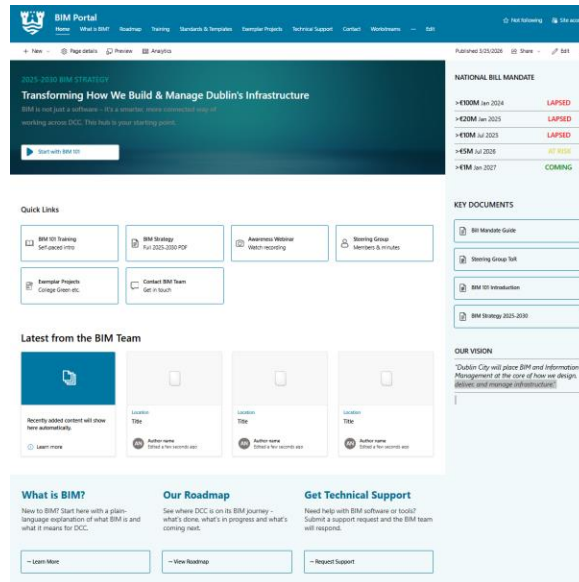 BIM Portal
Home What is BIM? Roadmap Training Standards & Templates Exemplar Projects Technical Support Contact Workstreams ··· Edit
Not following Site acce
+ New Page details Preview Analytics
Published 3/25/2026 Share Edit
2025-2030 BIM STRATEGY
Transforming How We Build & Manage Dublin's Infrastructure
BIM is not just a software – it's a smarter, more connected way of
working across DCC. This hub is your starting point.
Start with BIM 101
Quick Links
BIM 101 Training
Self-paced intro
BIM Strategy
Full 2025-2030 PDF
Awareness Webinar
Watch recording
Steering Group
Members & minutes
Exemplar Projects
College Green etc.
Contact BIM Team
Get in touch
Latest from the BIM Team
Recently added content will show
here automatically.
Learn more
Location
Title
AN
Author name
Edited a few seconds ago
Location
Title
AN
Author name
Edited a few seconds ago
Location
Title
AN
Author name
Edited a few seconds ago
What is BIM?
New to BIM? Start here with a plain-
language explanation of what BIM is and
what it means for DCC.
Learn More
Our Roadmap
See where DCC is on its BIM journey -
what's done, what's in progress and what's
coming next.
View Roadmap
Get Technical Support
Need help with BIM software or tools?
Submit a support request and the BIM team
will respond.
Request Support
NATIONAL BILL MANDATE
>€100M Jan 2024 LAPSED
>€20M Jan 2025 LAPSED
>€10M Jul 2025 LAPSED
>€5M Jul 2026 AT RISK
>€1M Jan 2027 COMING
KEY DOCUMENTS
Bill Mandate Guide
Steering Group ToR
BIM 101 Introduction
BIM Strategy 2025-2030
OUR VISION
"Dublin City will place BIM and Information
Management at the core of how we design,
deliver, and manage infrastructure".